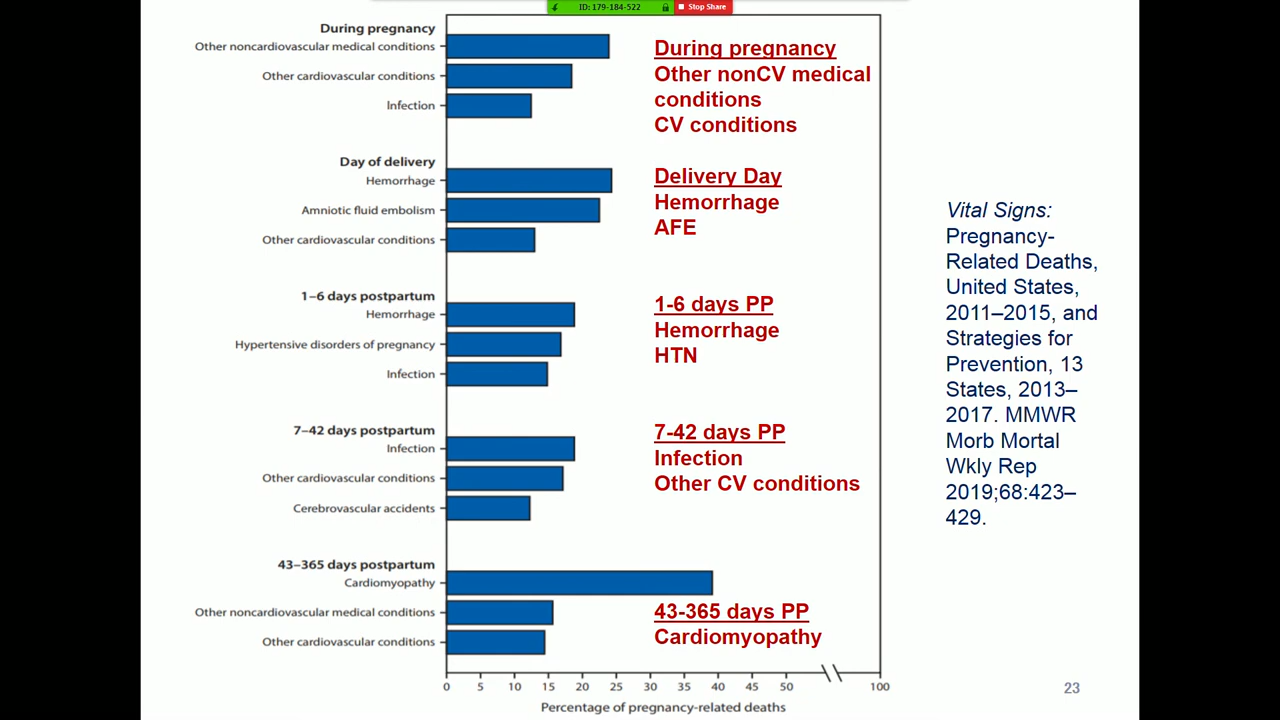 ID: 179-184-522
Stop Share
During pregnancy
Other noncardiovascular medical conditions
Other cardiovascular conditions
Infection
Day of delivery
Hemorrhage
Amniotic fluid embolism
Other cardiovascular conditions
1–6 days postpartum
Hemorrhage
Hypertensive disorders of pregnancy
Infection
7–42 days postpartum
Infection
Other cardiovascular conditions
Cerebrovascular accidents
43–365 days postpartum
Cardiomyopathy
Other noncardiovascular medical conditions
Other cardiovascular conditions
0 5 10 15 20 25 30 35 40 45 50 100
Percentage of pregnancy-related deaths
During pregnancy
Other nonCV medical
conditions
CV conditions
Delivery Day
Hemorrhage
AFE
1-6 days PP
Hemorrhage
HTN
7-42 days PP
Infection
Other CV conditions
43-365 days PP
Cardiomyopathy
Vital Signs:
Pregnancy-
Related Deaths,
United States,
2011–2015, and
Strategies for
Prevention, 13
States, 2013–
2017. MMWR
Morb Mortal
Wkly Rep
2019;68:423–
429.
23